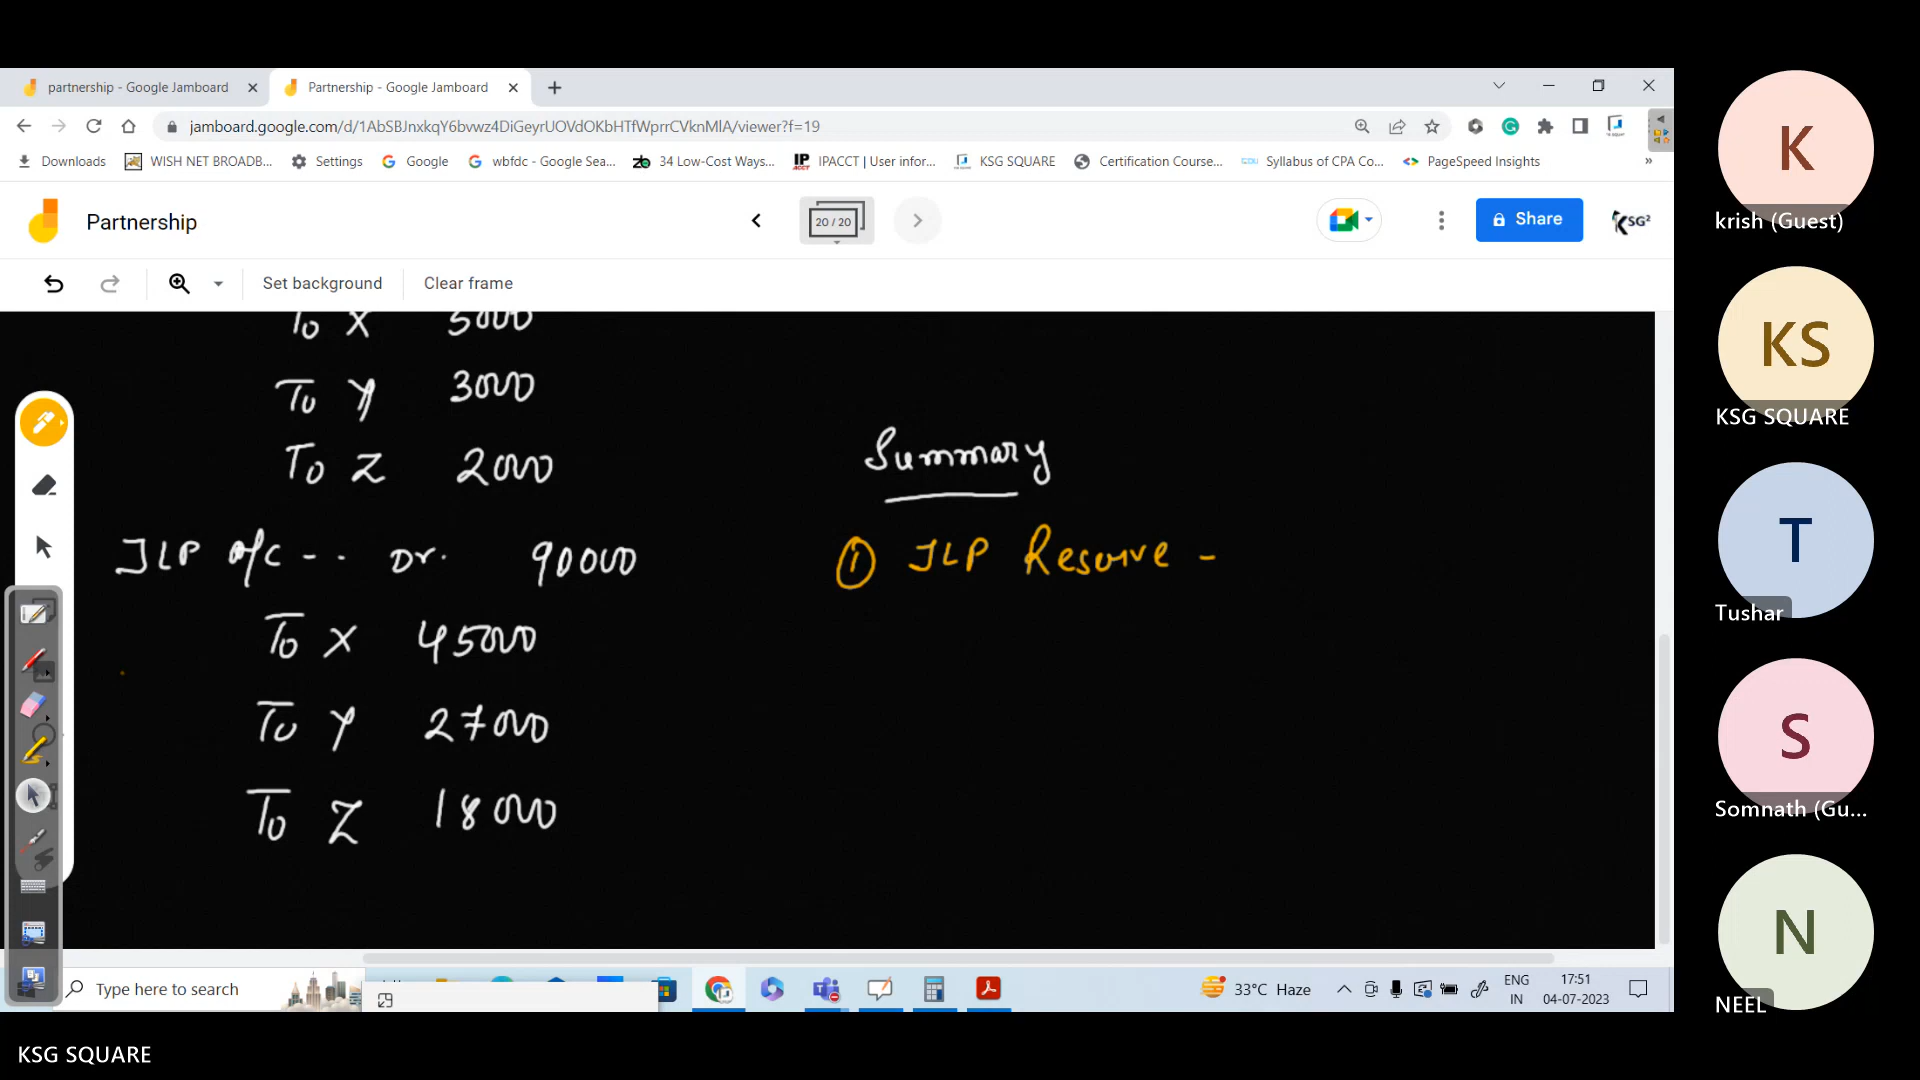 partnership - Google Jamboard
Partnership - Google Jamboard
jamboard.google.com/d/1AbSBJnxkqY6bvwz4DiGeyrUOVdOKbHTfWprrCVknMlA/viewer?f=19
Downloads
WISH NET BROADB...
Settings
Google
wbfdc - Google Sea...
34 Low-Cost Ways...
IPACCT | User infor...
KSG SQUARE
Certification Course...
Syllabus of CPA Co...
PageSpeed Insights
Partnership
20 / 20
Share
KSG²
Set background
Clear frame
To X 5000
To Y 3000
To Z 2000
JLP A/C -- Dr. 90000
To X 45000
To Y 27000
To Z 18000
Summary
① JLP Reserve -
Type here to search
33°C Haze
ENG
IN
17:51
04-07-2023
K
krish (Guest)
KS
KSG SQUARE
T
Tushar
S
Somnath (Gu...
N
NEEL
KSG SQUARE